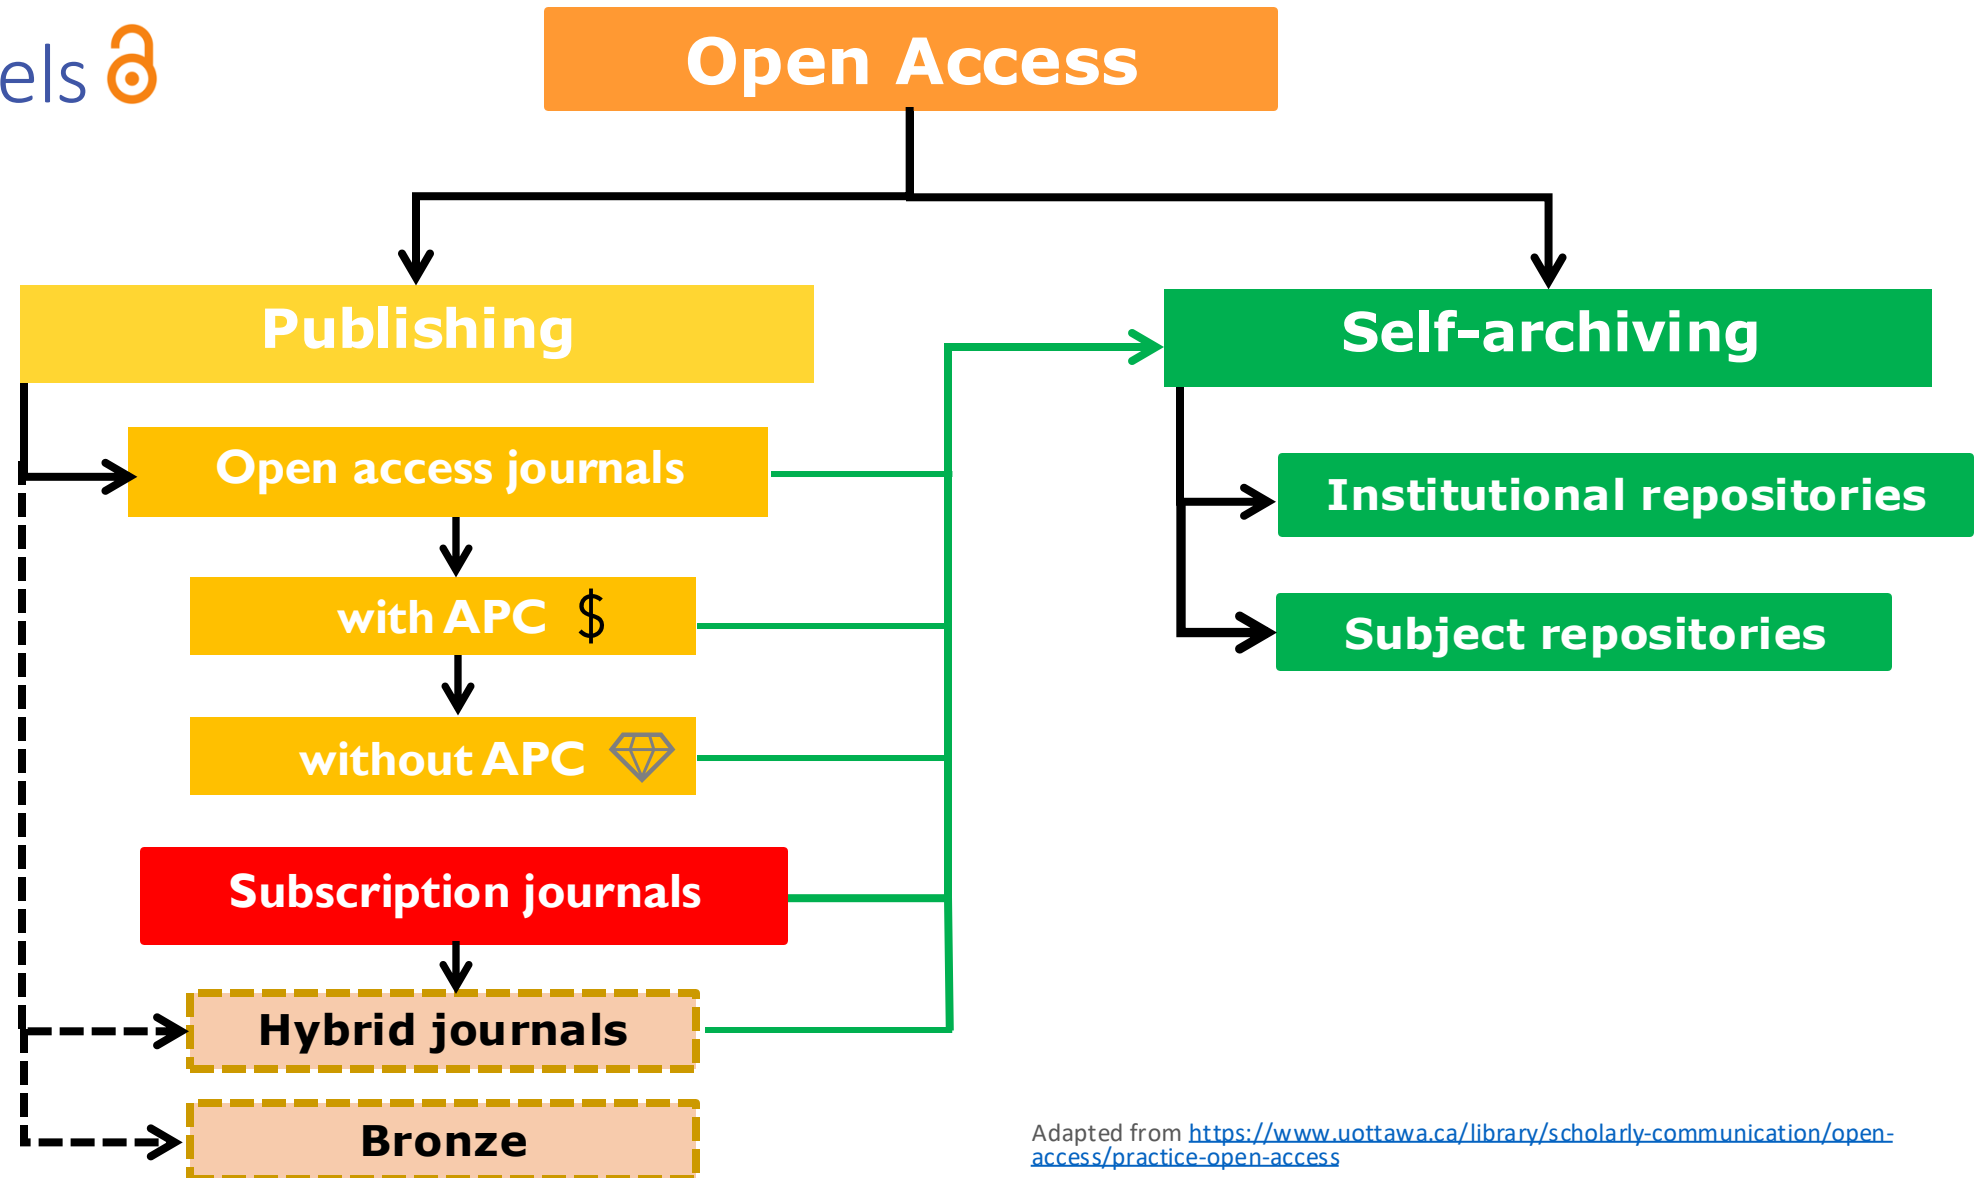 els
Open Access
Publishing
Self-archiving
Open access journals
Institutional repositories
with APC $
Subject repositories
without APC
Subscription journals
Hybrid journals
Bronze
Adapted from https://www.uottawa.ca/library/scholarly-communication/open-
access/practice-open-access